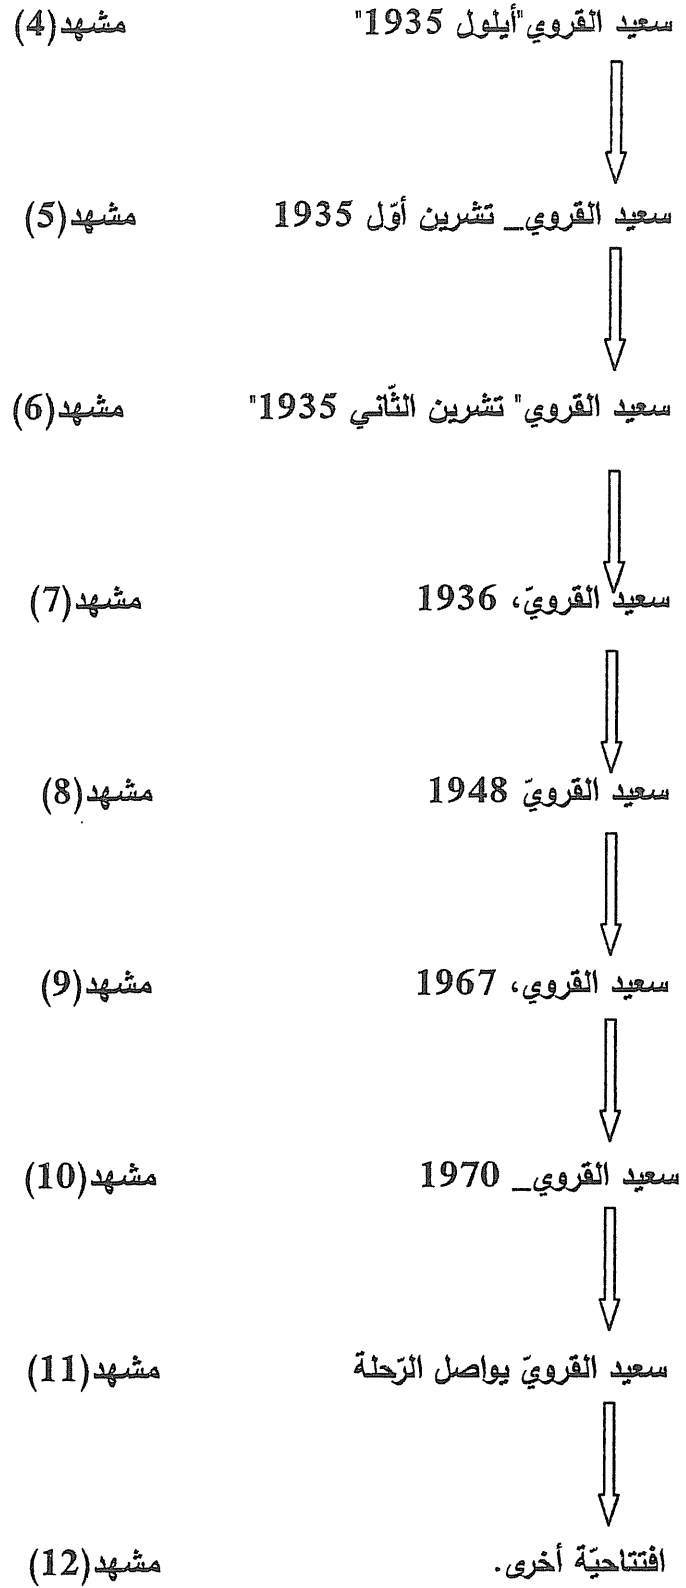 سعيد القروي"أيلول 1935" مشهد(4)
سعيد القروي_ تشرين أوّل 1935 مشهد(5)
سعيد القروي" تشرين الثّاني 1935" مشهد(6)
سعيد القرويّ، 1936 مشهد(7)
سعيد القرويّ 1948 مشهد(8)
سعيد القروي، 1967 مشهد(9)
سعيد القروي_ 1970 مشهد(10)
سعيد القرويّ يواصل الرّحلة مشهد(11)
افتتاحيّة أخرى. مشهد(12)